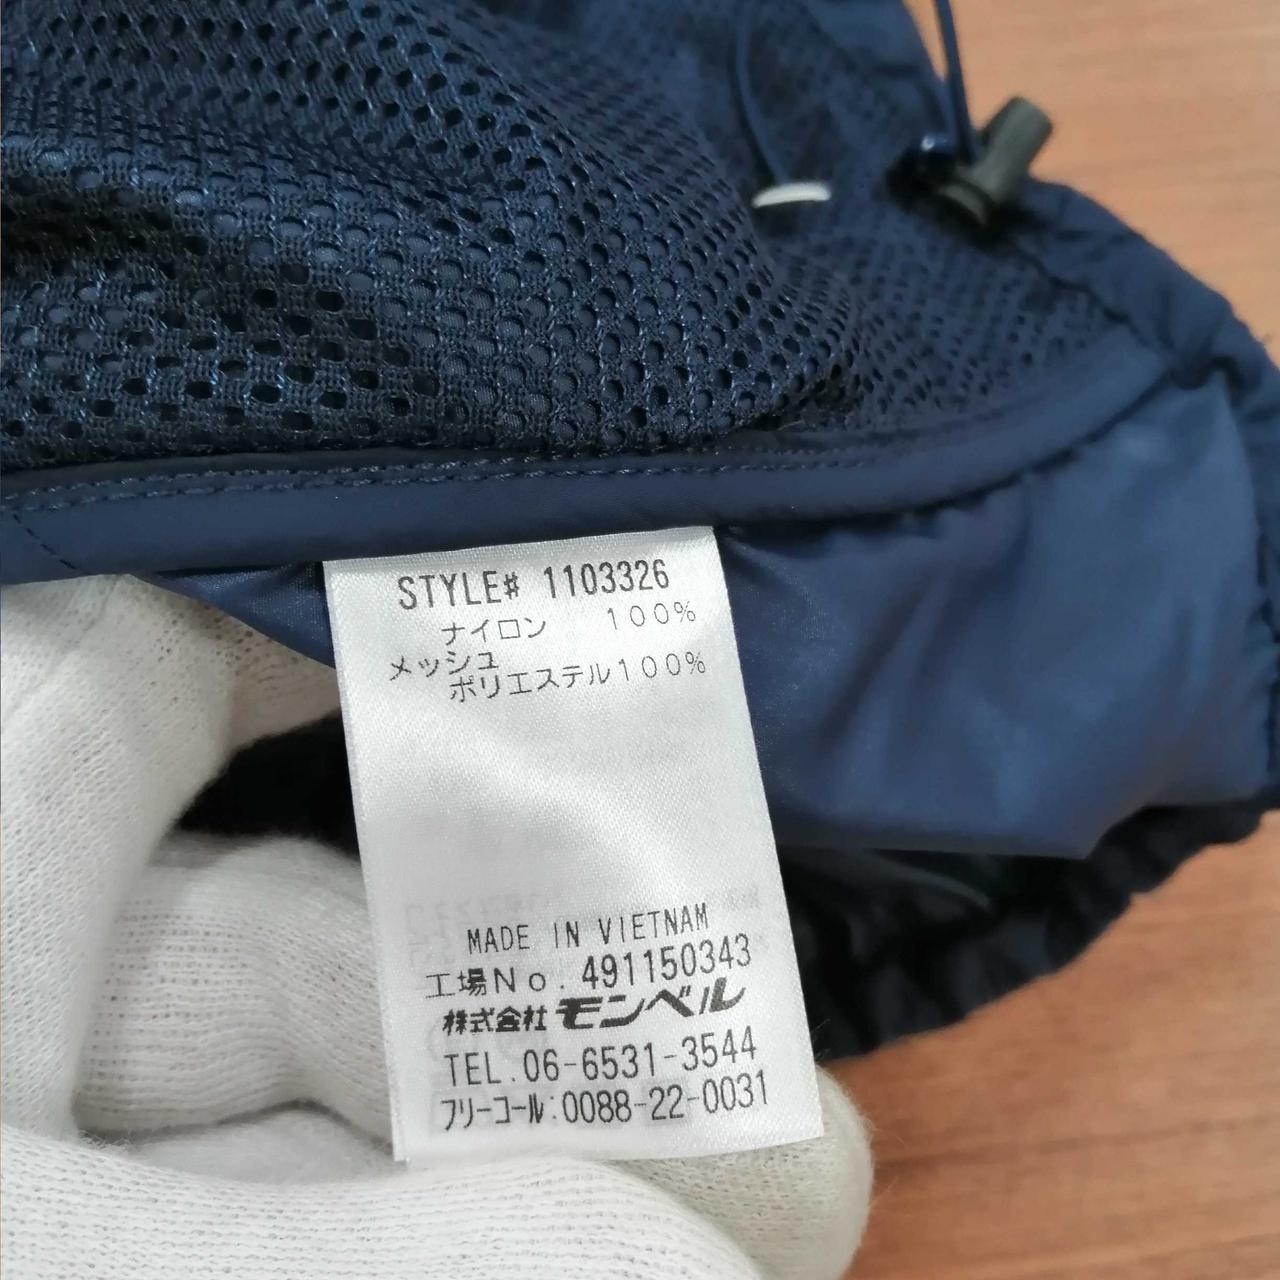 STYLE# 1103326
ナイロン 100%
メッシュ
ポリエステル100%
MADE IN VIETNAM
工場No. 491150343
株式会社モンベル
TEL.06-6531-3544
フリーコール:0088-22-0031